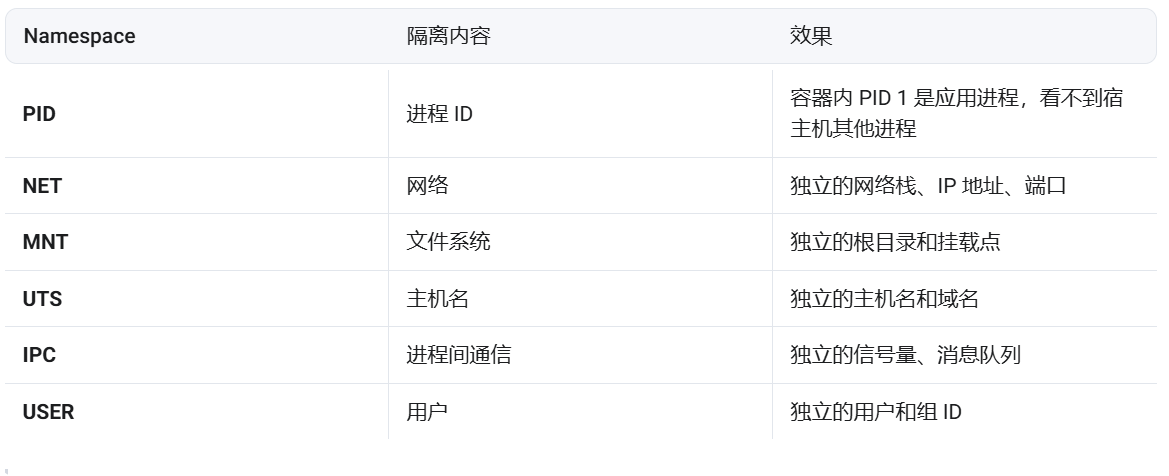 Namespace 隔离内容 效果
PID 进程 ID 容器内 PID 1 是应用进程，看不到宿
主机其他进程
NET 网络 独立的网络栈、IP 地址、端口
MNT 文件系统 独立的根目录和挂载点
UTS 主机名 独立的主机名和域名
IPC 进程间通信 独立的信号量、消息队列
USER 用户 独立的用户和组 ID